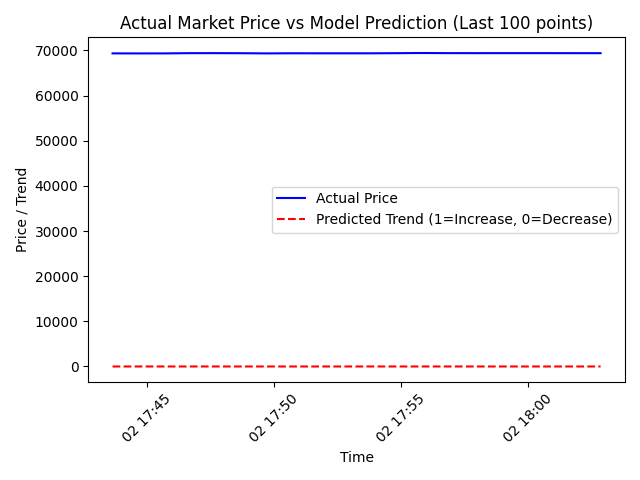 Actual Market Price vs Model Prediction (Last 100 points)
Price / Trend
70000
60000
50000
40000
30000
20000
10000
0
Actual Price
Predicted Trend (1=Increase, 0=Decrease)
02 17:45
02 17:50
02 17:55
02 18:00
Time